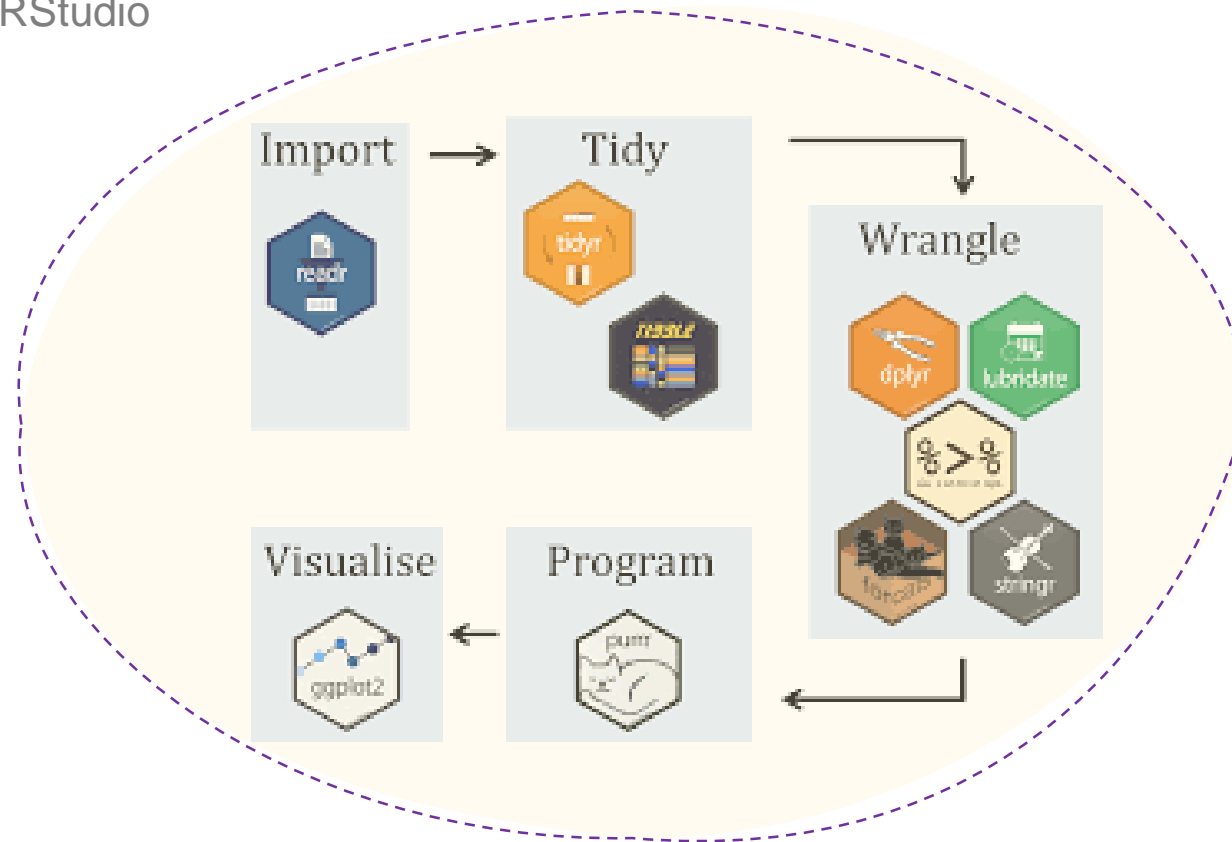 RStudio
Import
Tidy
Wrangle
readr
tidyr
TIBBLE
dplyr
lubridate
%>%
forcats
stringr
Visualise
Program
ggplot2
purrr